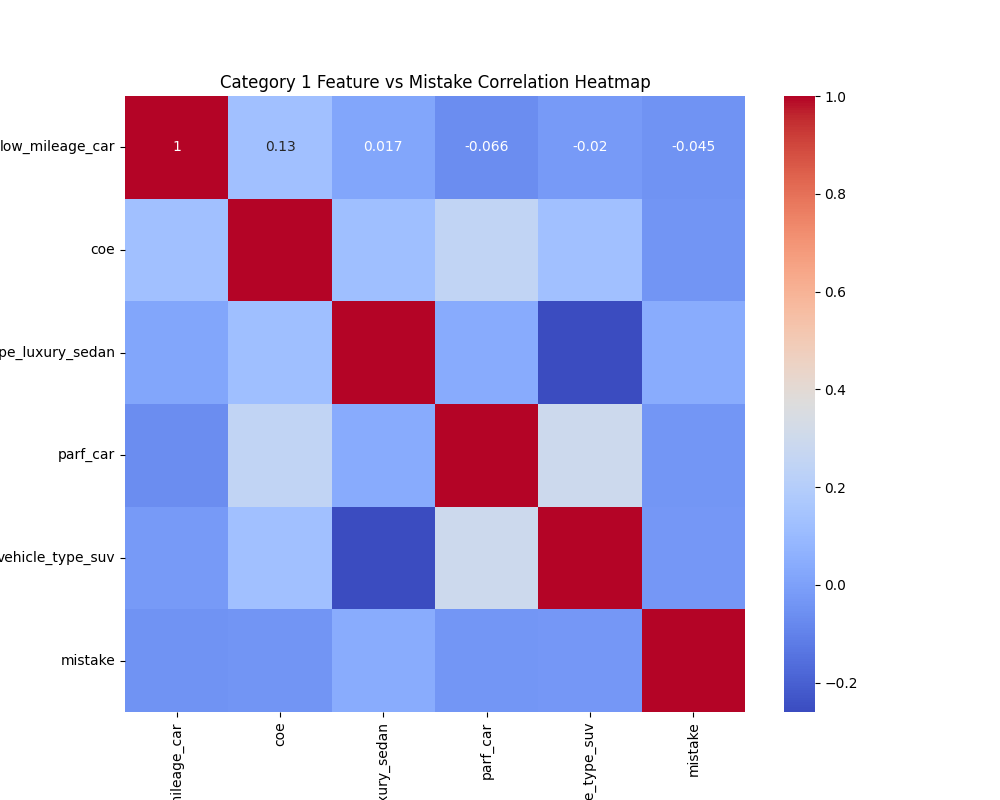 Category 1 Feature vs Mistake Correlation Heatmap
low_mileage_car 1 0.13 0.017 -0.066 -0.02 -0.045
coe
pe_luxury_sedan
parf_car
vehicle_type_suv
mistake
mileage_car
coe
xury_sedan
parf_car
e_type_suv
mistake
1.0
0.8
0.6
0.4
0.2
0.0
−0.2